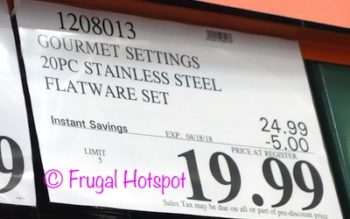 1208013
GOURMET SETTINGS
20PC STAINLESS STEEL
FLATWARE SET
24.99
Instant Savings EXP. 04/18/18 -5.00
PRICE AT REGISTER
LIMIT
5
19.99
© Frugal Hotspot
Sales Tax may be due on all or part of pre-discount price
9